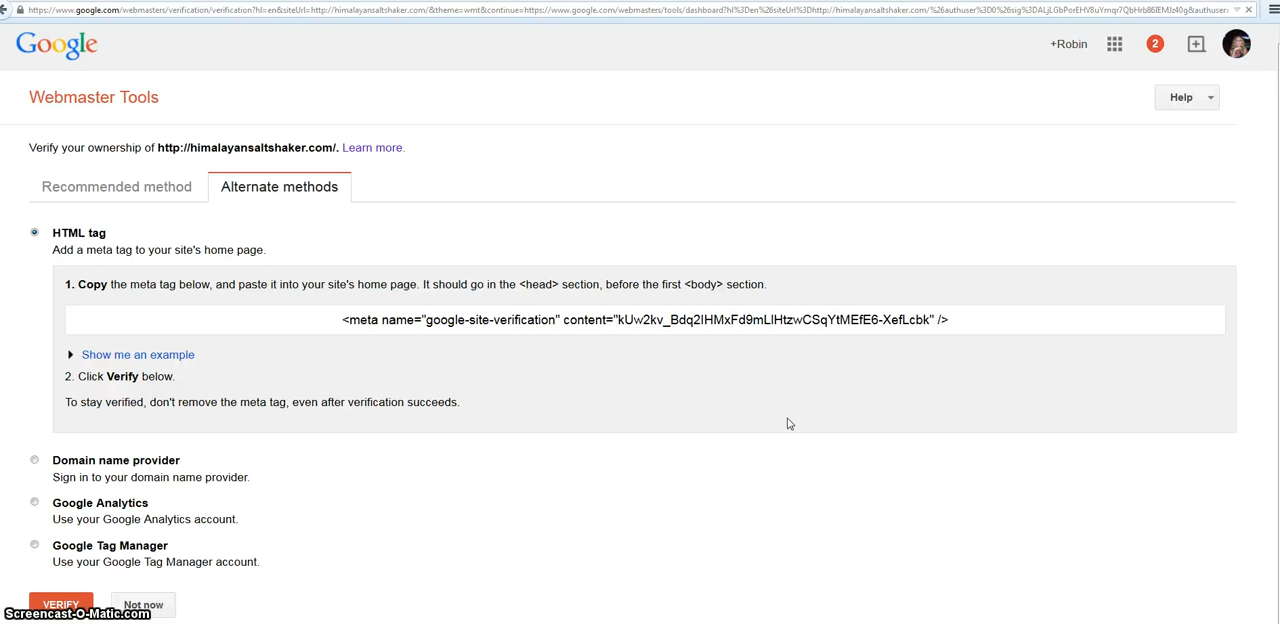 Google
+Robin
2
Webmaster Tools
Help
Verify your ownership of http://himalayansaltshaker.com/. Learn more.
Recommended method
Alternate methods
HTML tag
Add a meta tag to your site's home page.
1. Copy the meta tag below, and paste it into your site's home page. It should go in the <head> section, before the first <body> section.
<meta name="google-site-verification" content="kUw2kv_Bdq2IHMxFd9mLlHtzwCSqYtMEfE6-XefLcbk" />
Show me an example
2. Click Verify below.
To stay verified, don't remove the meta tag, even after verification succeeds.
Domain name provider
Sign in to your domain name provider.
Google Analytics
Use your Google Analytics account.
Google Tag Manager
Use your Google Tag Manager account.
VERIFY
Not now
Screencast-O-Matic.com